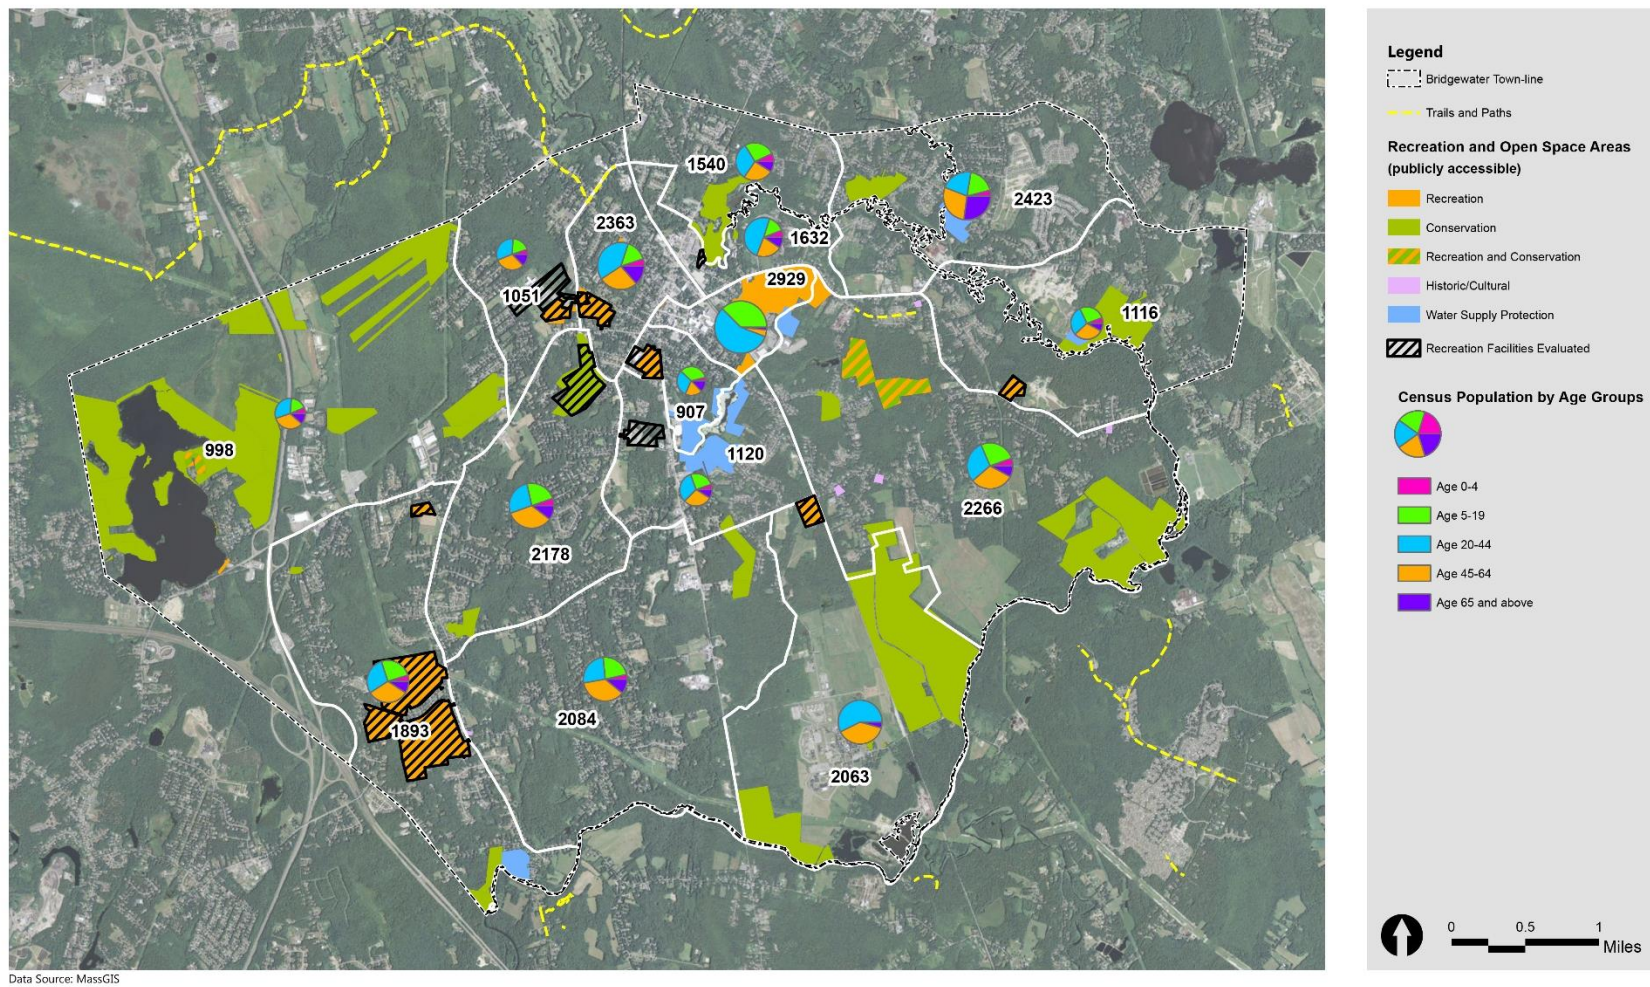 1540
2423
2363
1632
2929
1051
1116
907
998
1120
2266
2178
2084
1893
2063
Data Source: MassGIS
Legend
Bridgewater Town-line
Trails and Paths
Recreation and Open Space Areas
(publicly accessible)
Recreation
Conservation
Recreation and Conservation
Historic/Cultural
Water Supply Protection
Recreation Facilities Evaluated
Census Population by Age Groups
Age 0-4
Age 5-19
Age 20-44
Age 45-64
Age 65 and above
0 0.5 1
Miles